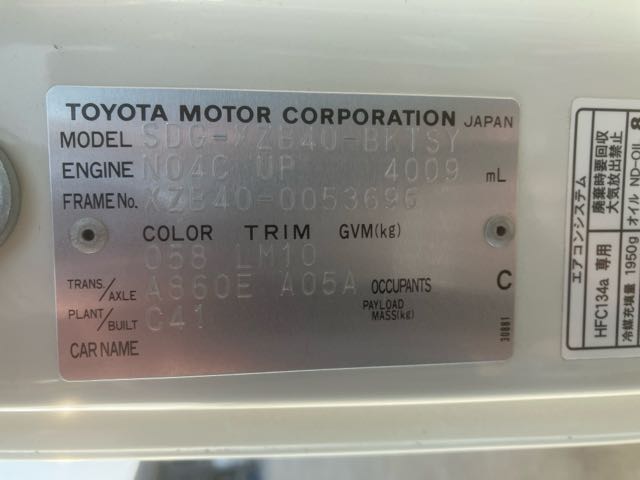 TOYOTA MOTOR CORPORATION JAPAN
MODEL SDG-XZB40-BKTSY
ENGINE N04C UP 4009 mL
FRAME No. XZB40-0053696
COLOR TRIM GVM(kg)
058 LM10
TRANS./AXLE A860E A05A OCCUPANTS C
PLANT/BUILT C41 PAYLOAD MASS(kg)
CAR NAME
30881
エアコンシステム 廃棄時要回収
HFC134a 専用 大気放出禁止
冷媒充填量 1950g オイル ND-OIL 8